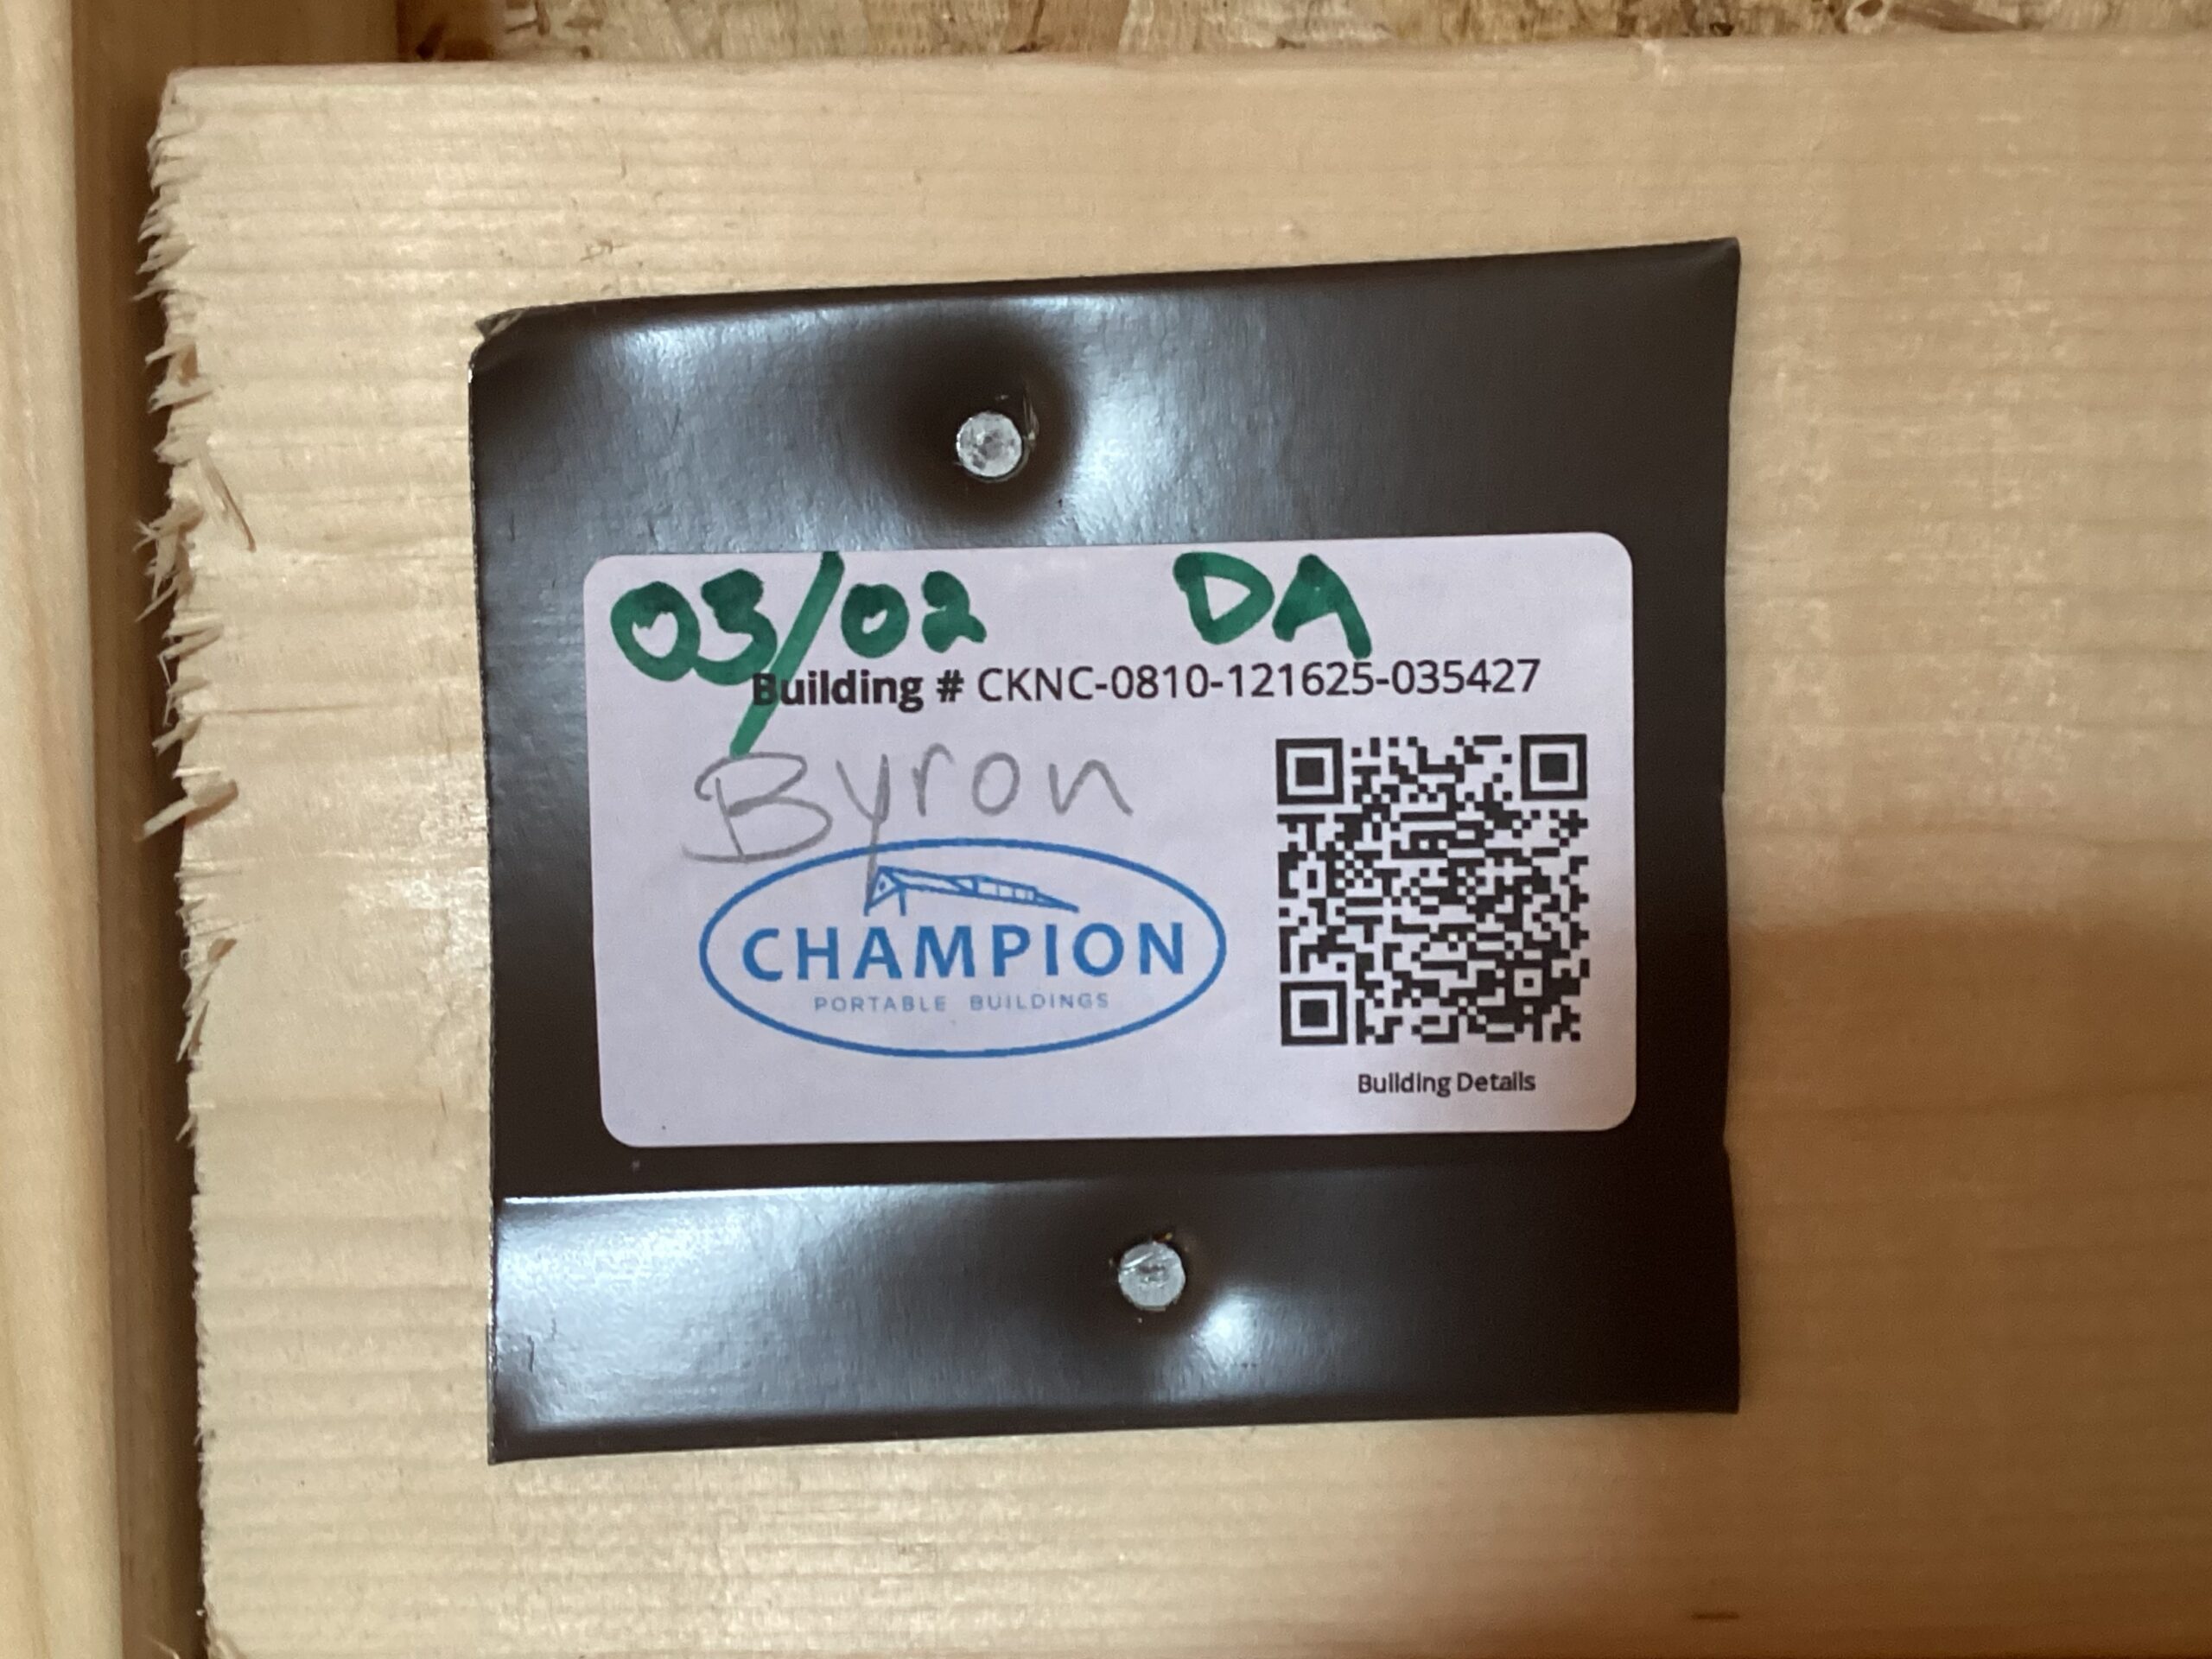 03/02 DA
Building # CKNC-0810-121625-035427
Byron
CHAMPION
PORTABLE BUILDINGS
Building Details